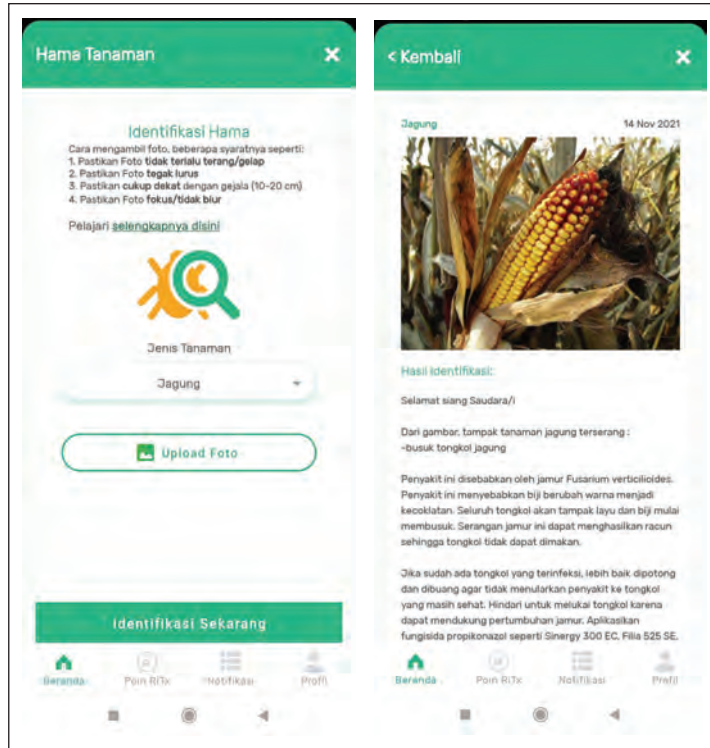 Hama Tanaman
Identifikasi Hama
Cara mengambil foto, beberapa syaratnya seperti:
1. Pastikan Foto tidak terlalu terang/gelap
2. Pastikan Foto tegak lurus
3. Pastikan cukup dekat dengan gejala (10-20 cm)
4. Pastikan Foto fokus/tidak blur
Pelajari selengkapnya disini
Jenis Tanaman
Jagung
Upload Foto
Identifikasi Sekarang
Beranda
Poin RiTx
Notifikasi
Profil
< Kembali
Jagung
14 Nov 2021
Hasil Identifikasi:
Selamat siang Saudara/i
Dari gambar, tampak tanaman jagung terserang :
-busuk tongkol jagung
Penyakit ini disebabkan oleh jamur Fusarium verticilioides.
Penyakit ini menyebabkan biji berubah warna menjadi
kecoklatan. Seluruh tongkol akan tampak layu dan biji mulai
membusuk. Serangan jamur ini dapat menghasilkan racun
sehingga tongkol tidak dapat dimakan.
Jika sudah ada tongkol yang terinfeksi, lebih baik dipotong
dan dibuang agar tidak menularkan penyakit ke tongkol
yang masih sehat. Hindari untuk melukai tongkol karena
dapat mendukung pertumbuhan jamur. Aplikasikan
fungisida propikonazol seperti Sinergy 300 EC, Filia 525 SE,
Beranda
Poin RiTx
Notifikasi
Profil